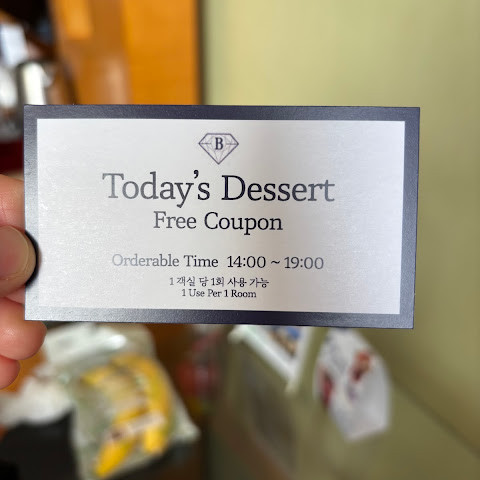 B
Today's Dessert
Free Coupon
Orderable Time 14:00 ~ 19:00
1 객실 당 1회 사용 가능
1 Use Per 1 Room